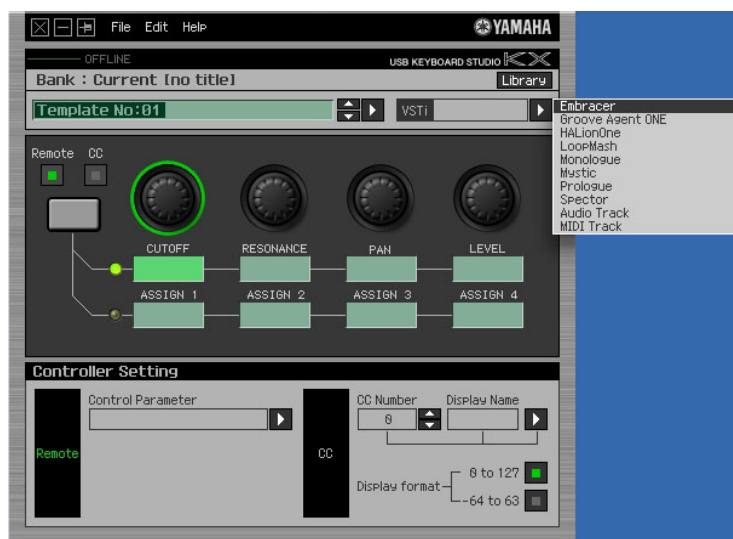 File Edit Help
YAMAHA
OFFLINE
USB KEYBOARD STUDIO KX
Bank : Current [no title]
Library
Template No:01
VSTi
Embracer
Groove Agent ONE
HALionOne
LoopMash
Monologue
Mystic
Prologue
Spector
Audio Track
MIDI Track
Remote CC
CUTOFF RESONANCE PAN LEVEL
ASSIGN 1 ASSIGN 2 ASSIGN 3 ASSIGN 4
Controller Setting
Control Parameter
CC Number Display Name
0
Remote
CC
Display format
0 to 127
-64 to 63